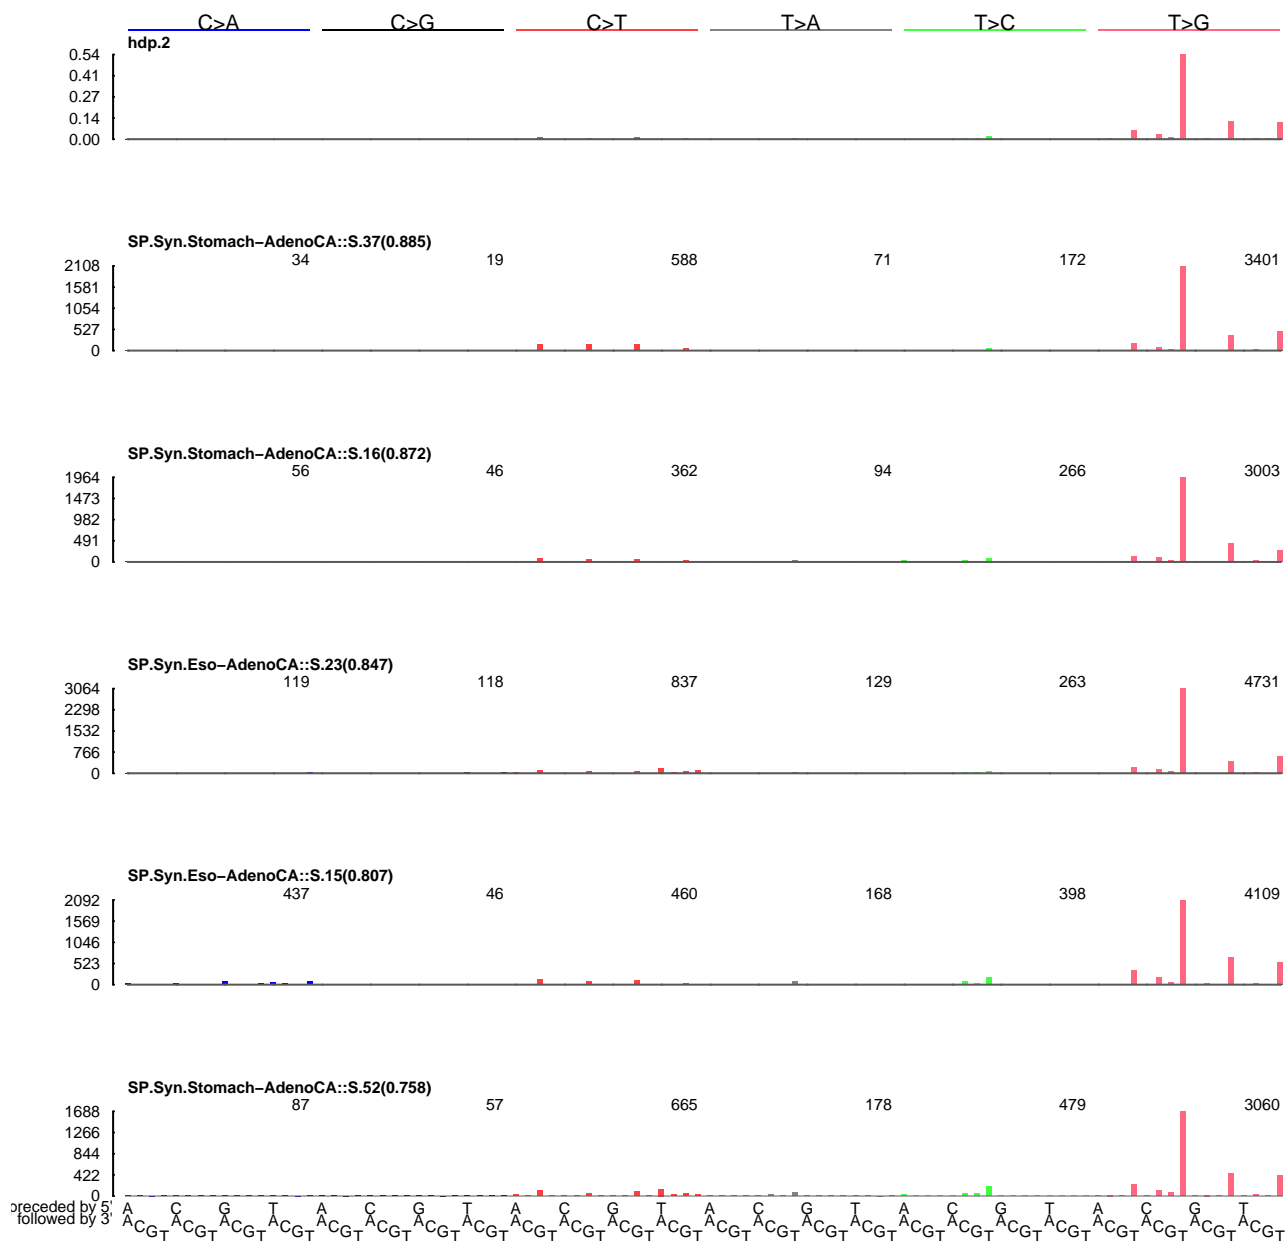 C>A C>G C>T T>A T>C T>G
hdp.2
0.54
0.41
0.27
0.14
0.00
SP.Syn.Stomach−AdenoCA::S.37(0.885)
34 19 588 71 172 3401
2108
1581
1054
527
0
SP.Syn.Stomach−AdenoCA::S.16(0.872)
56 46 362 94 266 3003
1964
1473
982
491
0
SP.Syn.Eso−AdenoCA::S.23(0.847)
119 118 837 129 263 4731
3064
2298
1532
766
0
SP.Syn.Eso−AdenoCA::S.15(0.807)
437 46 460 168 398 4109
2092
1569
1046
523
0
SP.Syn.Stomach−AdenoCA::S.52(0.758)
87 57 665 178 479 3060
1688
1266
844
422
0
preceded by 5' A C G T A C G T A C G T A C G T A C G T A C G T
followed by 3' A C G T A C G T A C G T A C G T A C G T A C G T A C G T A C G T A C G T A C G T A C G T A C G T A C G T A C G T A C G T A C G T A C G T A C G T A C G T A C G T A C G T A C G T A C G T A C G T